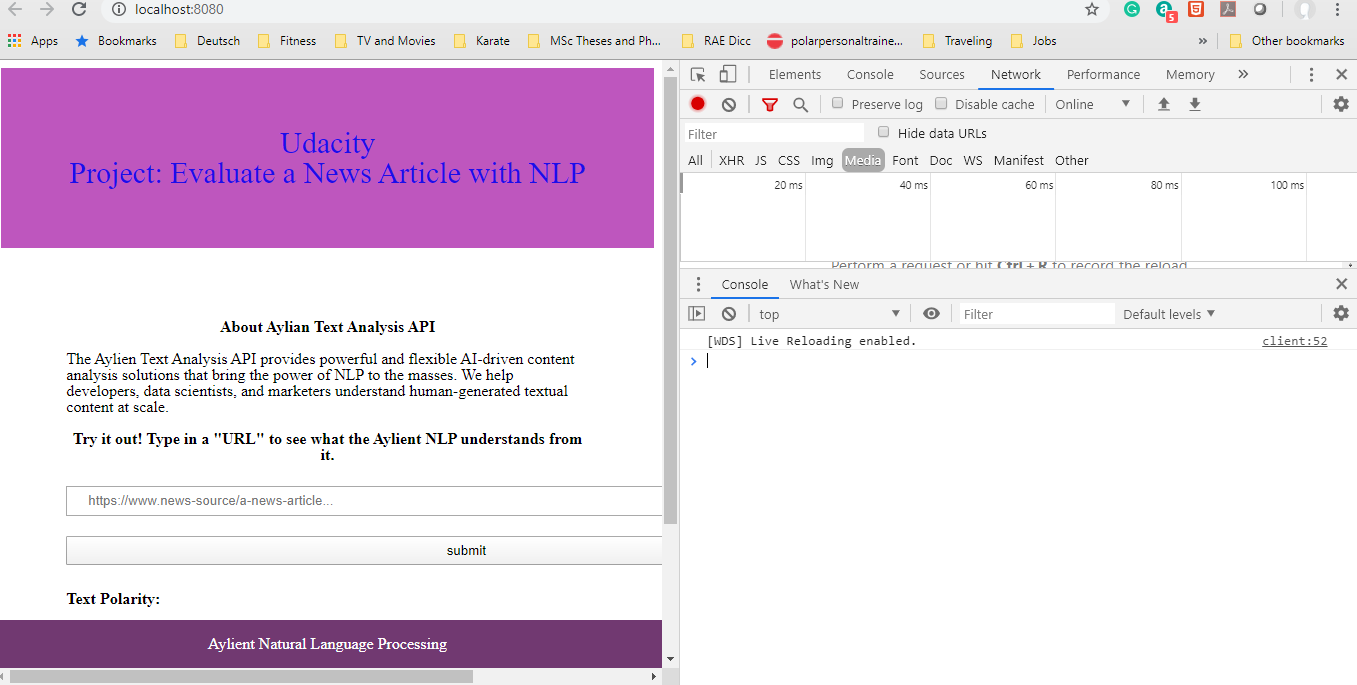 localhost:8080
5
Apps Bookmarks Deutsch Fitness TV and Movies Karate MSc Theses and Ph... RAE Dicc polarpersonaltraine... Traveling Jobs » Other bookmarks
Udacity
Project: Evaluate a News Article with NLP
About Aylian Text Analysis API
The Aylien Text Analysis API provides powerful and flexible AI-driven content
analysis solutions that bring the power of NLP to the masses. We help
developers, data scientists, and marketers understand human-generated textual
content at scale.
Try it out! Type in a "URL" to see what the Aylient NLP understands from
it.
https://www.news-source/a-news-article...
submit
Text Polarity:
Aylient Natural Language Processing
Elements Console Sources Network Performance Memory »
Preserve log Disable cache Online
Filter Hide data URLs
All XHR JS CSS Img Media Font Doc WS Manifest Other
20 ms 40 ms 60 ms 80 ms 100 ms
Perform a request or hit Ctrl + R to record the reload.
Console What's New
top Filter Default levels
[WDS] Live Reloading enabled. client:52